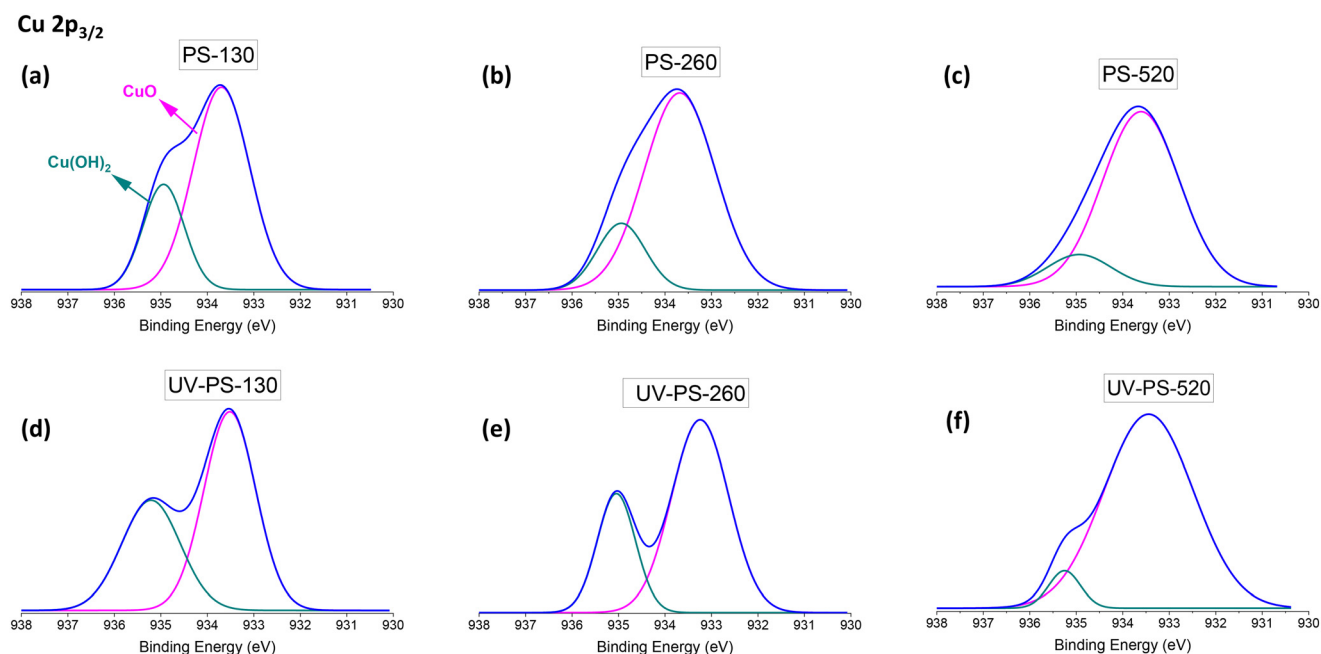 Cu 2p3/2
(a)
PS-130
CuO
Cu(OH)2
938 937 936 935 934 933 932 931 930
Binding Energy (eV)
(b)
PS-260
938 937 936 935 934 933 932 931 930
Binding Energy (eV)
(c)
PS-520
938 937 936 935 934 933 932 931 930
Binding Energy (eV)
(d)
UV-PS-130
938 937 936 935 934 933 932 931 930
Binding Energy (eV)
(e)
UV-PS-260
938 937 936 935 934 933 932 931 930
Binding Energy (eV)
(f)
UV-PS-520
938 937 936 935 934 933 932 931 930
Binding Energy (eV)